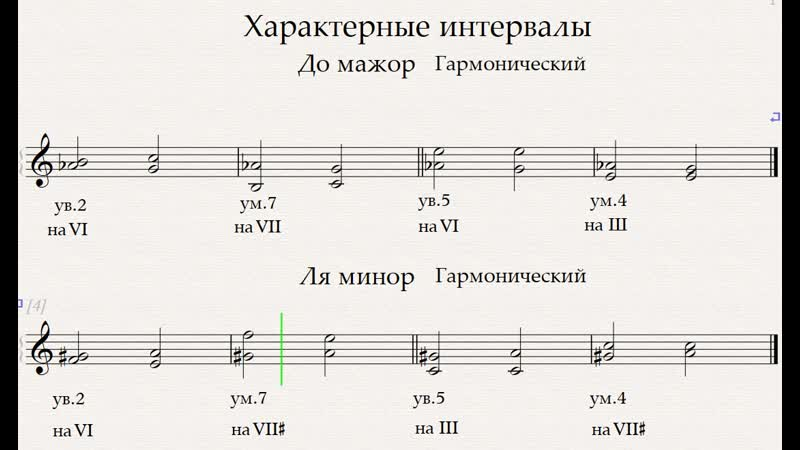 Характерные интервалы
До мажор Гармонический
ув.2 ум.7 ув.5 ум.4
на VI на VII на VI на III
Ля минор Гармонический
[4]
ув.2 ум.7 ув.5 ум.4
на VI на VII♯ на III на VII♯